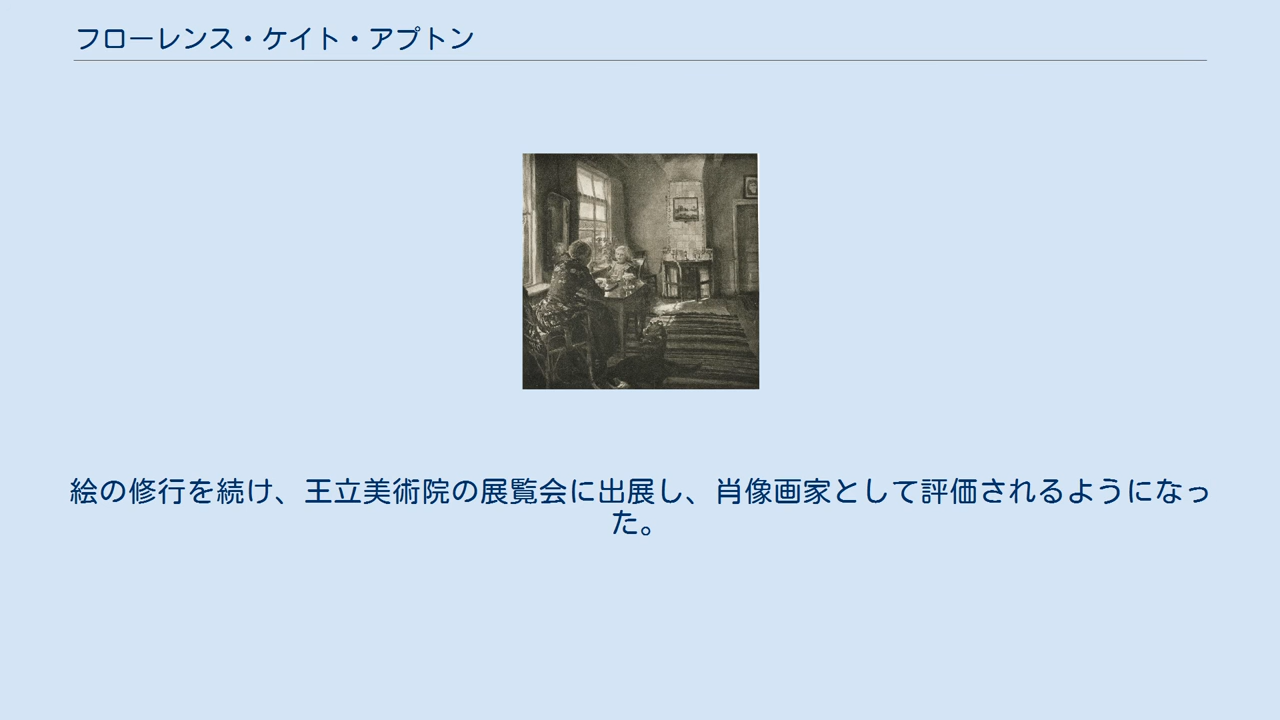 フローレンス・ケイト・アプトン
絵の修行を続け、王立美術院の展覧会に出展し、肖像画家として評価されるようになっ
た。